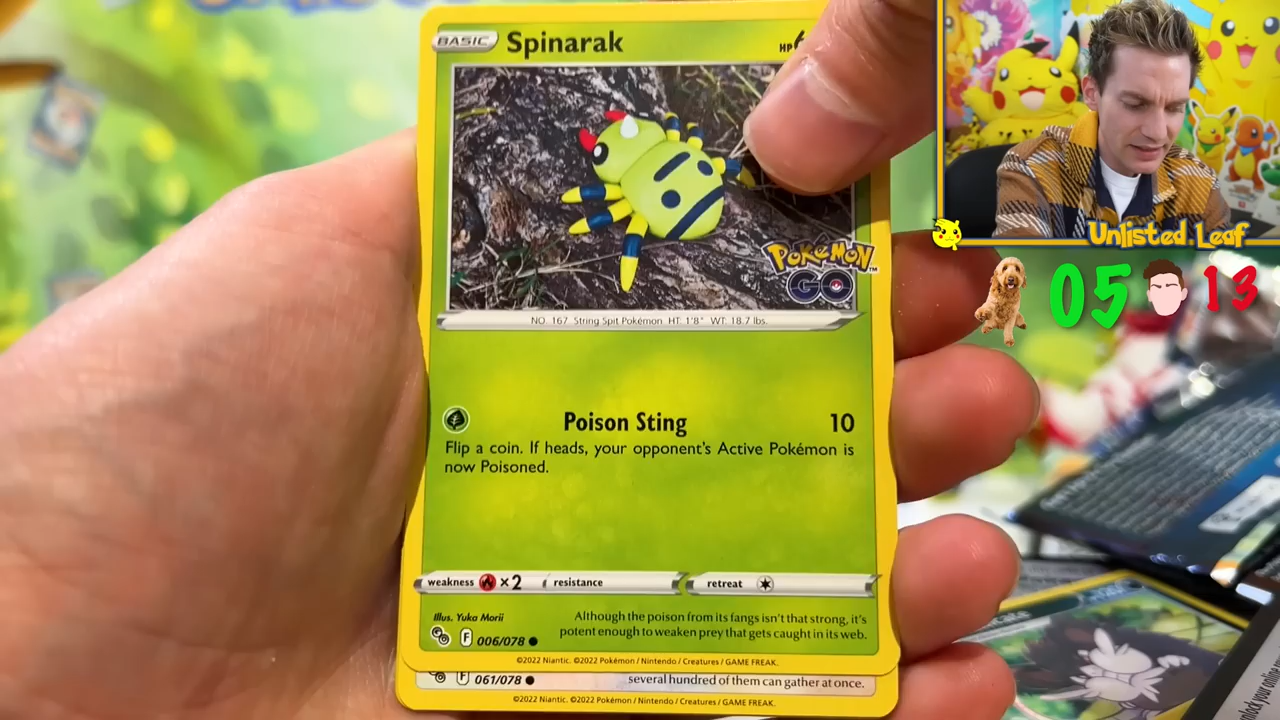 BASIC Spinarak HP
POKÉMON
GO
NO. 167 String Spit Pokémon HT: 1'8" WT: 18.7 lbs.
Poison Sting 10
Flip a coin. If heads, your opponent's Active Pokémon is
now Poisoned.
weakness ×2 resistance retreat
Illus. Yuka Morii
Although the poison from its fangs isn't that strong, it's
potent enough to weaken prey that gets caught in its web.
F 006/078
©2022 Niantic. ©2022 Pokémon / Nintendo / Creatures / GAME FREAK.
F 061/078 several hundred of them can gather at once.
©2022 Niantic. ©2022 Pokémon / Nintendo / Creatures / GAME FREAK.
Unlisted Leaf
05 13